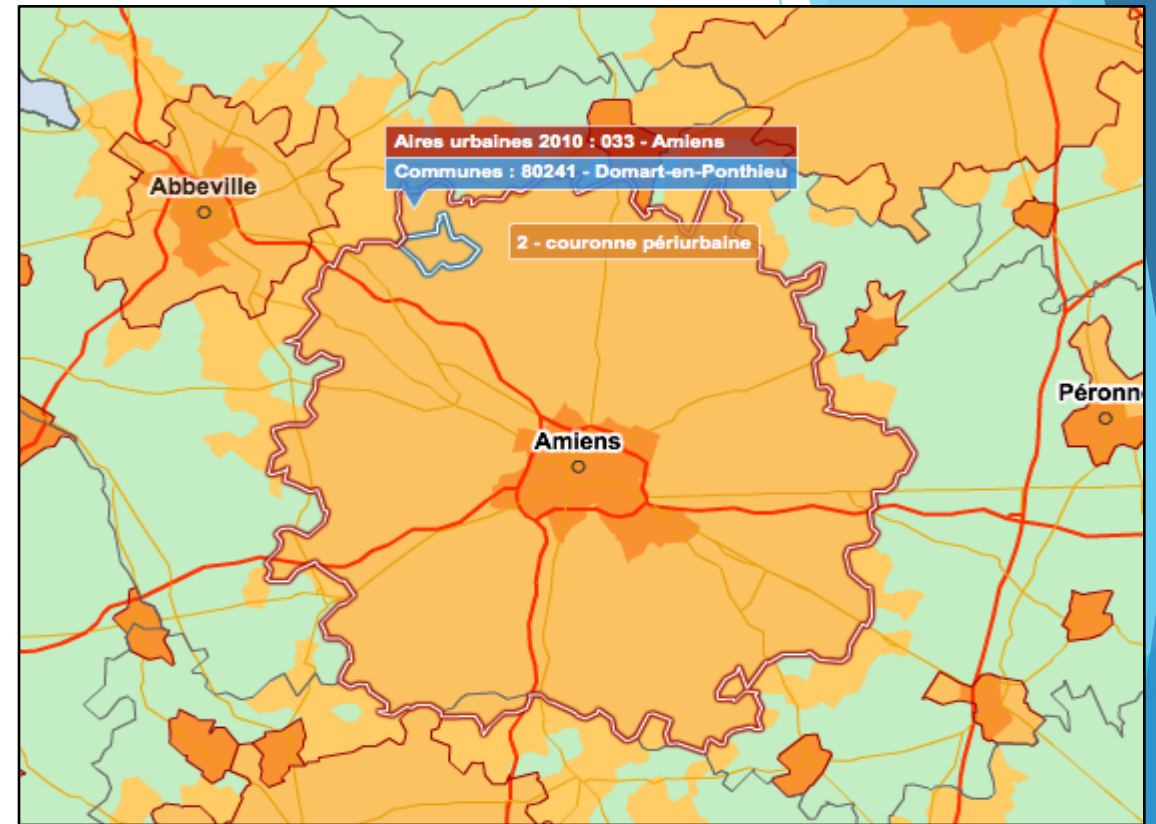 Aires urbaines 2010 : 033 - Amiens
Communes : 80241 - Domart-en-Ponthieu
Abbeville
2 - couronne périurbaine
Péronn
Amiens